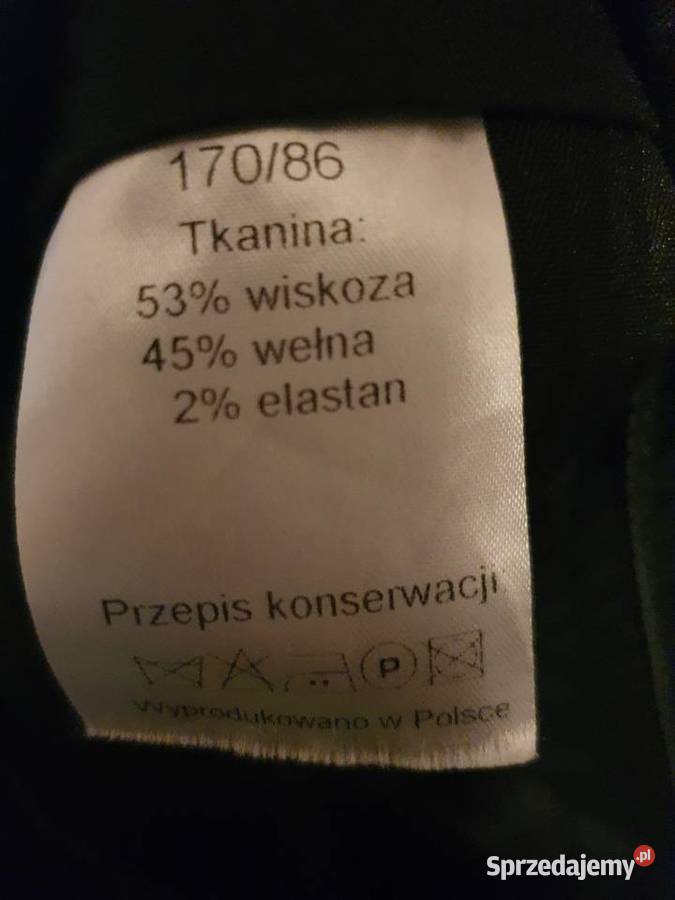 170/86
Tkanina:
53% wiskoza
45% wełna
2% elastan
Przepis konserwacji
P
Wyprodukowano w Polsce
Sprzedajemy.pl